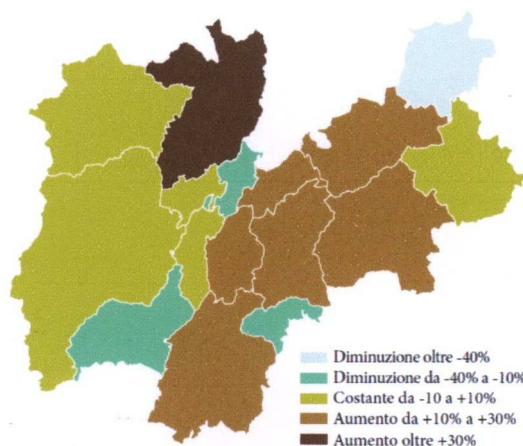 Diminuzione oltre -40%
Diminuzione da -40% a -10%
Costante da -10 a +10%
Aumento da +10% a +30%
Aumento oltre +30%